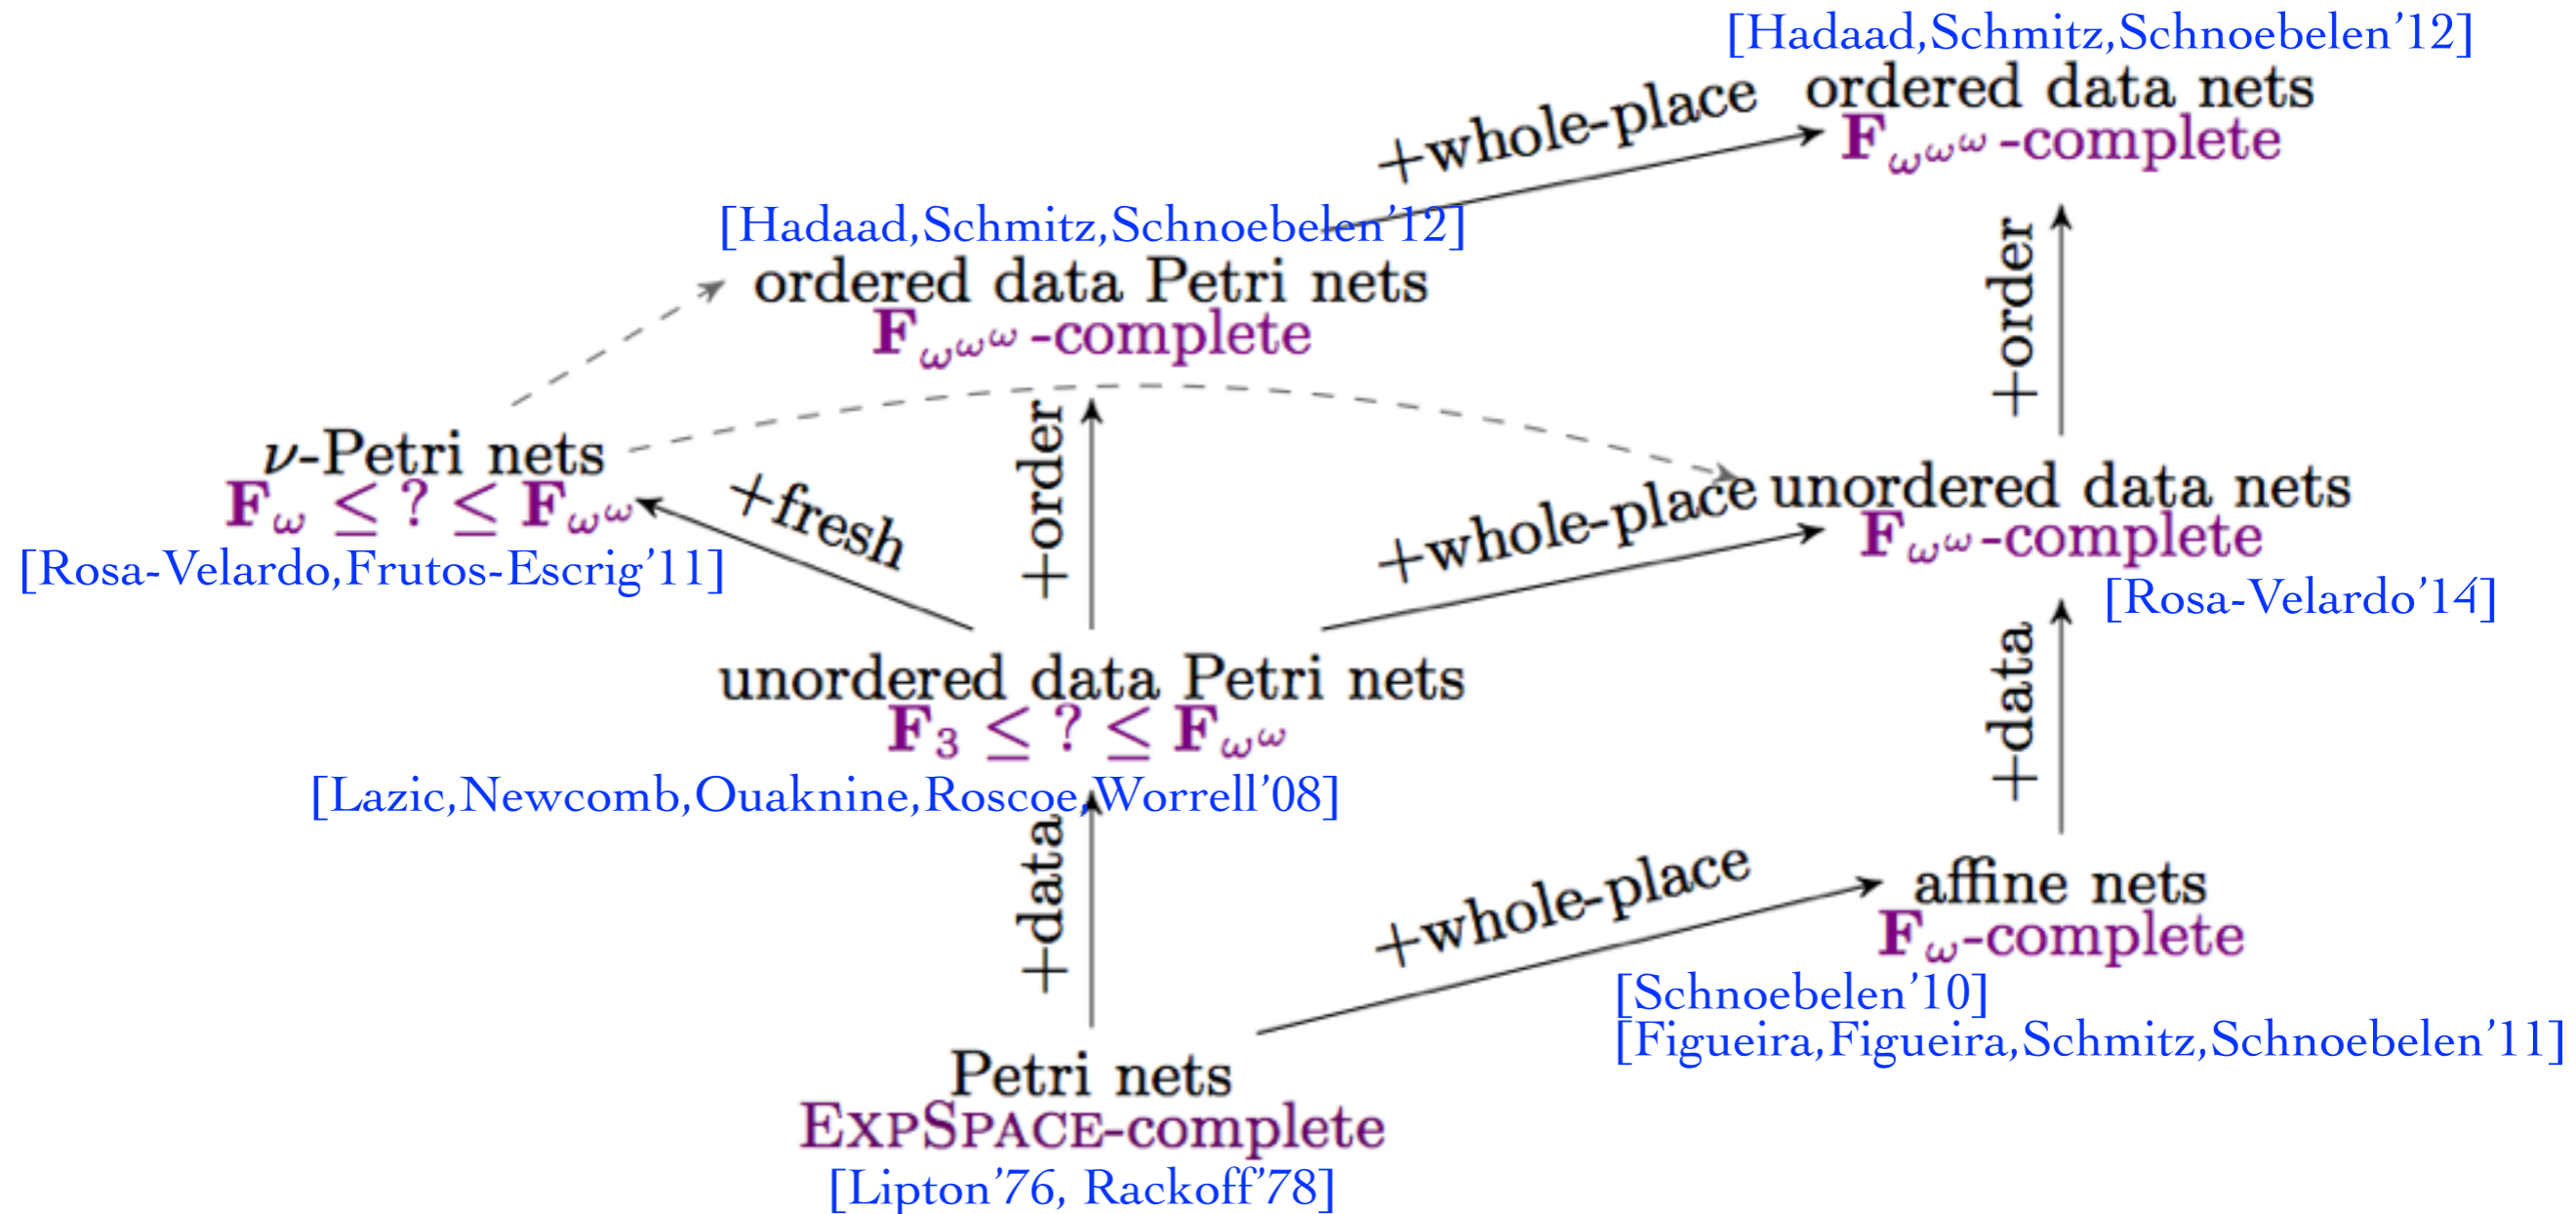 [Hadaad,Schmitz,Schnoebelen'12]
ordered data nets
F_{ω^{ω^ω}}-complete
+whole-place
[Hadaad,Schmitz,Schnoebelen'12]
ordered data Petri nets
F_{ω^{ω^ω}}-complete
+order
+order
ν-Petri nets
F_ω ≤ ? ≤ F_{ω^ω}
[Rosa-Velardo,Frutos-Escrig'11]
+fresh
+whole-place
unordered data nets
F_{ω^ω}-complete
[Rosa-Velardo'14]
unordered data Petri nets
F_3 ≤ ? ≤ F_{ω^ω}
[Lazic,Newcomb,Ouaknine,Roscoe,Worrell'08]
+data
+data
+whole-place
affine nets
F_ω-complete
[Schnoebelen'10]
[Figueira,Figueira,Schmitz,Schnoebelen'11]
Petri nets
EXPSPACE-complete
[Lipton'76, Rackoff'78]